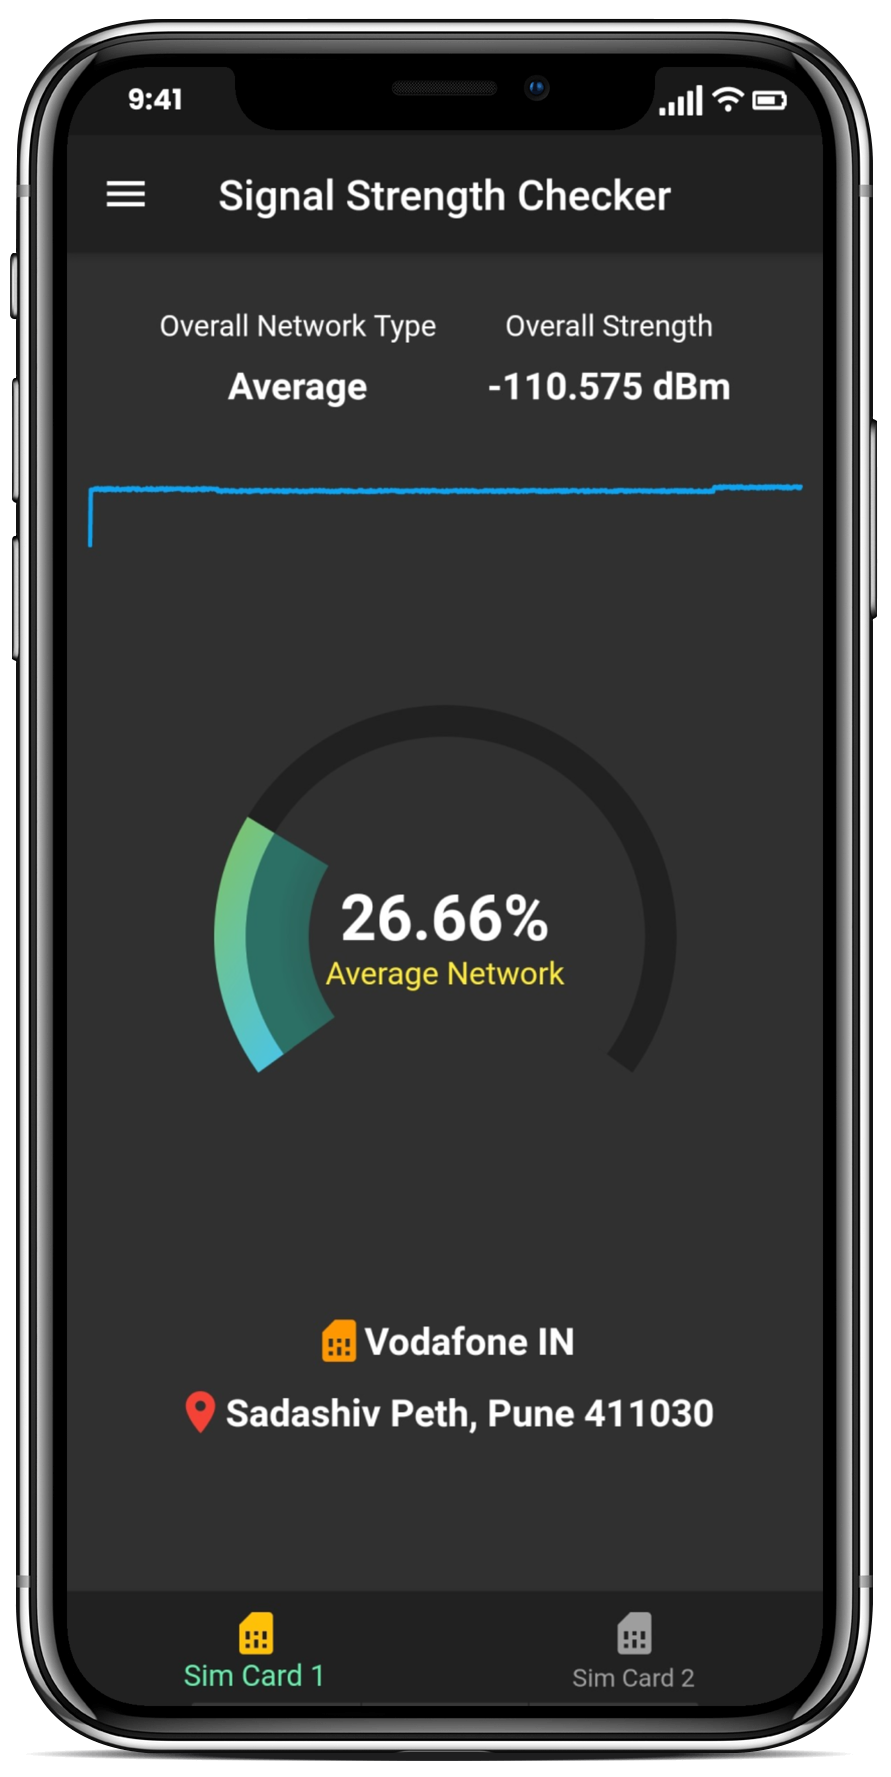 9:41
Signal Strength Checker
Overall Network Type Overall Strength
Average -110.575 dBm
26.66%
Average Network
Vodafone IN
Sadashiv Peth, Pune 411030
Sim Card 1 Sim Card 2